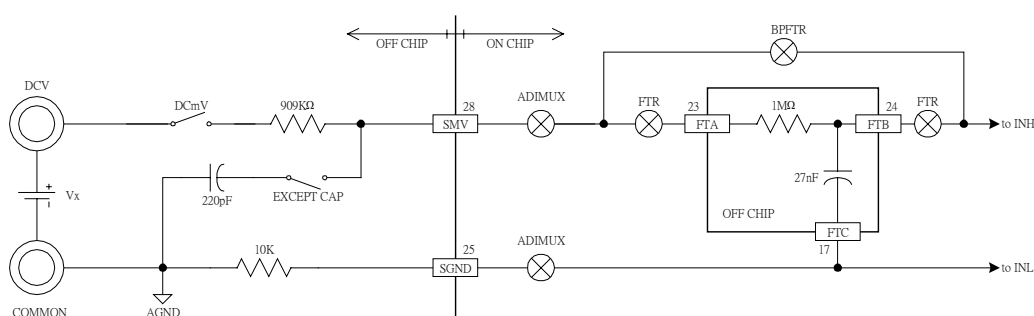 OFF CHIP
ON CHIP
BPFTR
DCV
DCmV
909KΩ
28
SMV
ADIMUX
FTR
23
FTA
1MΩ
24
FTB
FTR
to INH
+
Vx
-
220pF
EXCEPT CAP
27nF
OFF CHIP
FTC
17
10K
25
SGND
ADIMUX
to INL
COMMON
AGND